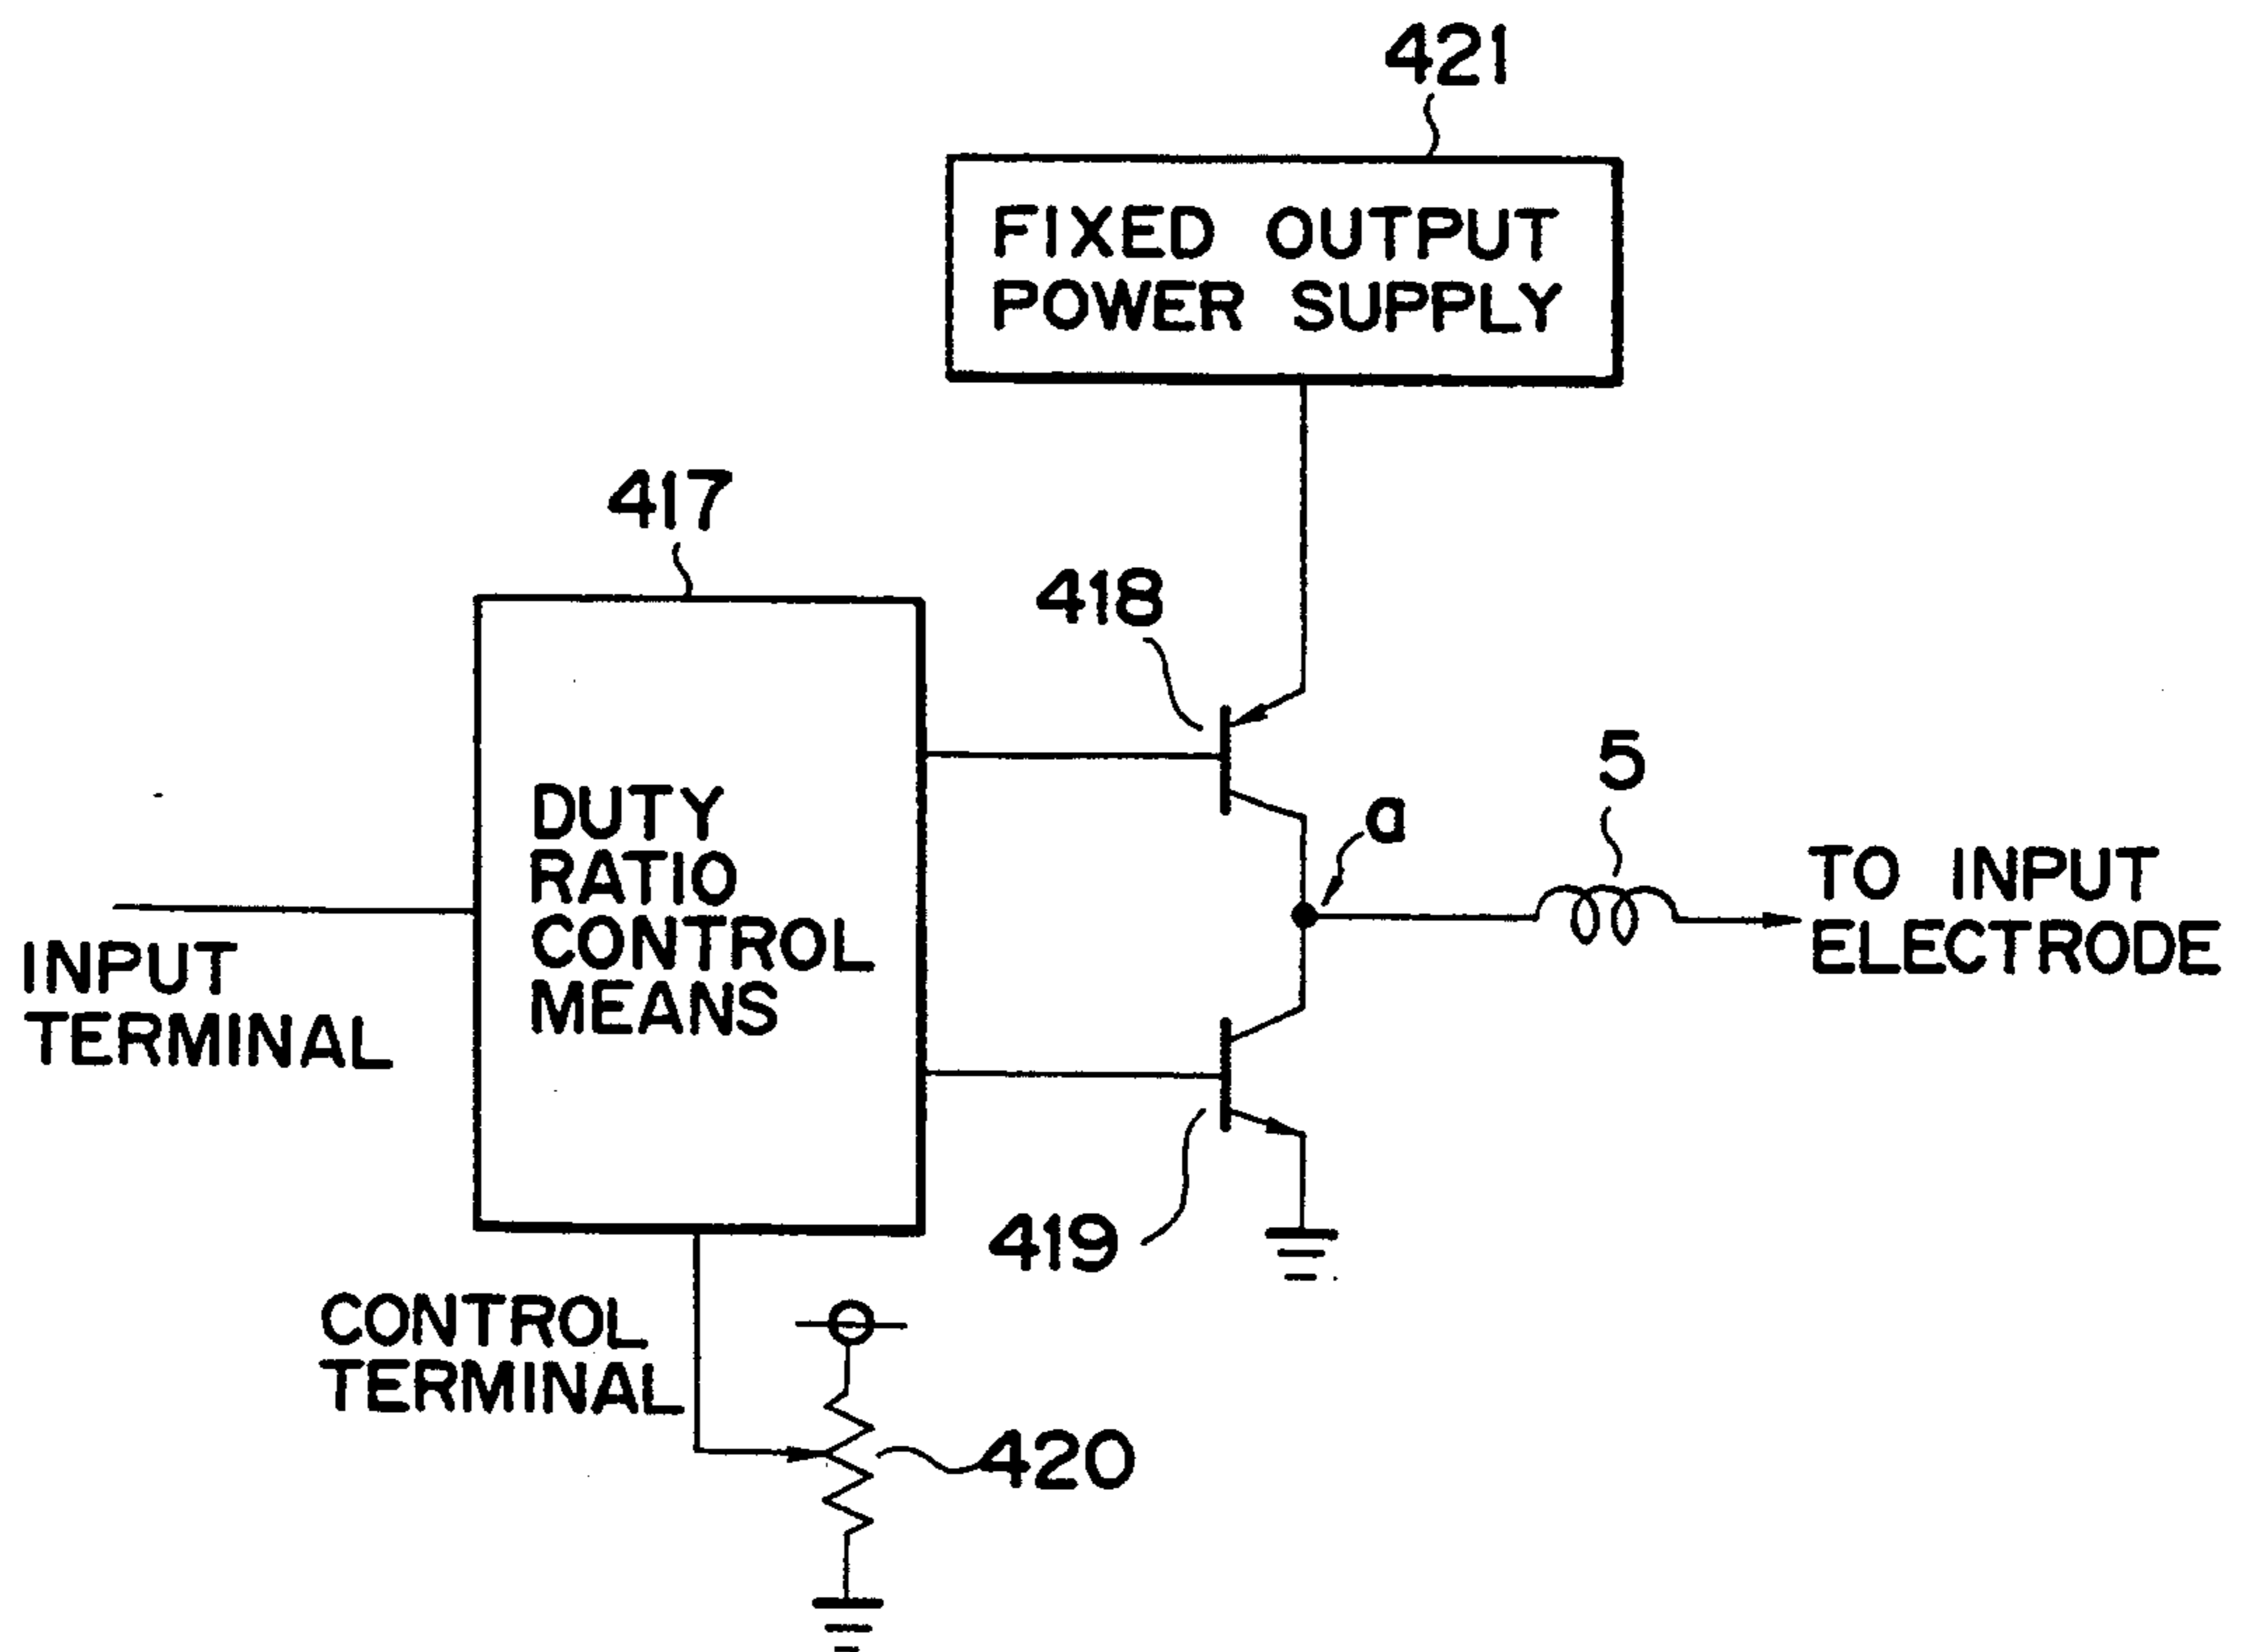 421
FIXED OUTPUT
POWER SUPPLY
417
418
5
a
DUTY
RATIO
CONTROL
MEANS
TO INPUT
ELECTRODE
INPUT
TERMINAL
419
CONTROL
TERMINAL
420